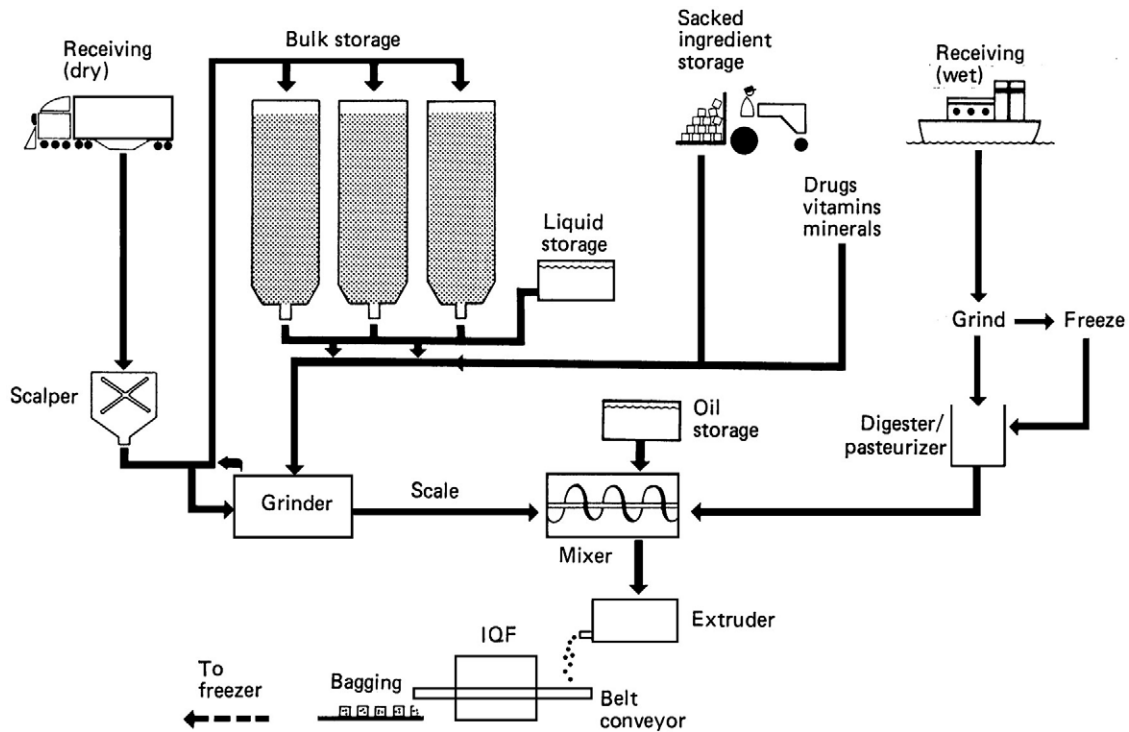 Receiving
(dry)
Bulk storage
Sacked
ingredient
storage
Receiving
(wet)
Drugs
vitamins
minerals
Liquid
storage
Grind
Freeze
Scalper
Oil
storage
Digester/
pasteurizer
Grinder
Scale
Mixer
Extruder
IQF
To
freezer
Bagging
Belt
conveyor